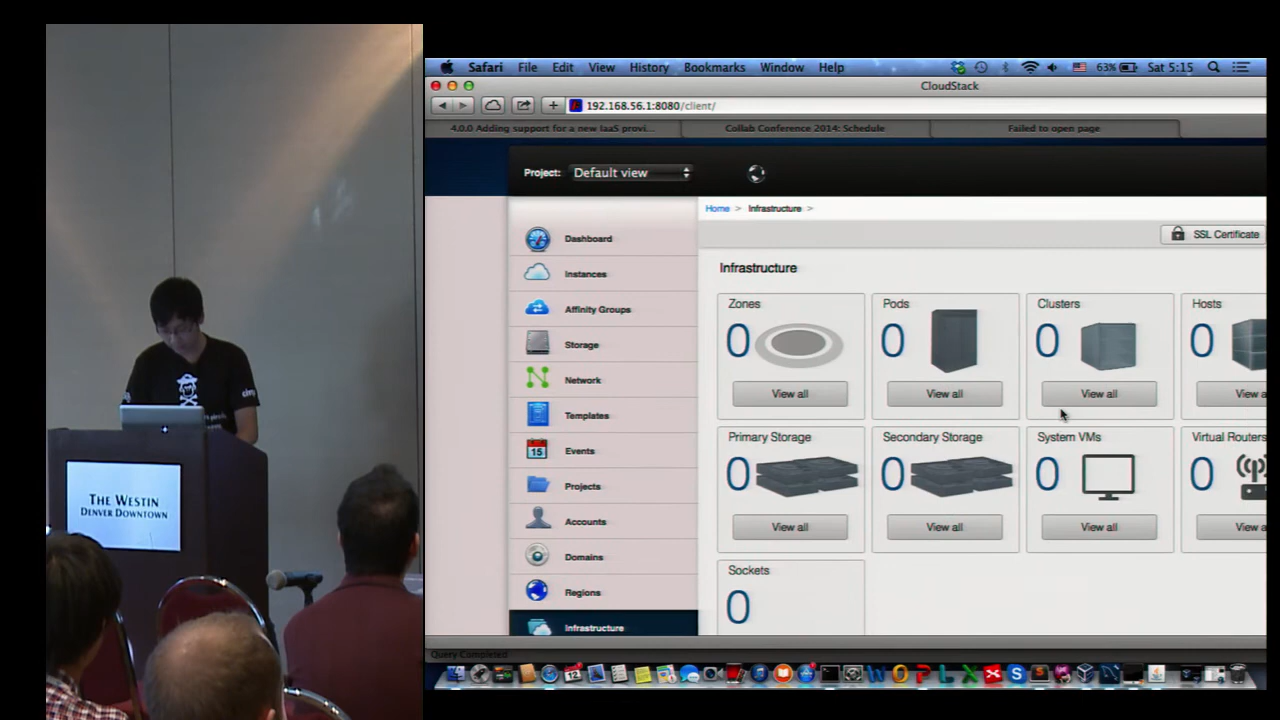 Safari File Edit View History Bookmarks Window Help 63% Sat 5:15
CloudStack
192.168.56.1:8080/client/
4.0.0 Adding support for a new IaaS provi...
Collab Conference 2014: Schedule
Failed to open page
Project: Default view
Home > Infrastructure >
SSL Certificate
Dashboard
Instances
Affinity Groups
Storage
Network
Templates
15
Events
Projects
Accounts
Domains
Regions
Infrastructure
Infrastructure
Zones
0
View all
Pods
0
View all
Clusters
0
View all
Hosts
0
View a
Primary Storage
0
View all
Secondary Storage
0
View all
System VMs
0
View all
Virtual Routers
0
View a
Sockets
0
Query Completed
THE WESTIN
DENVER DOWNTOWN